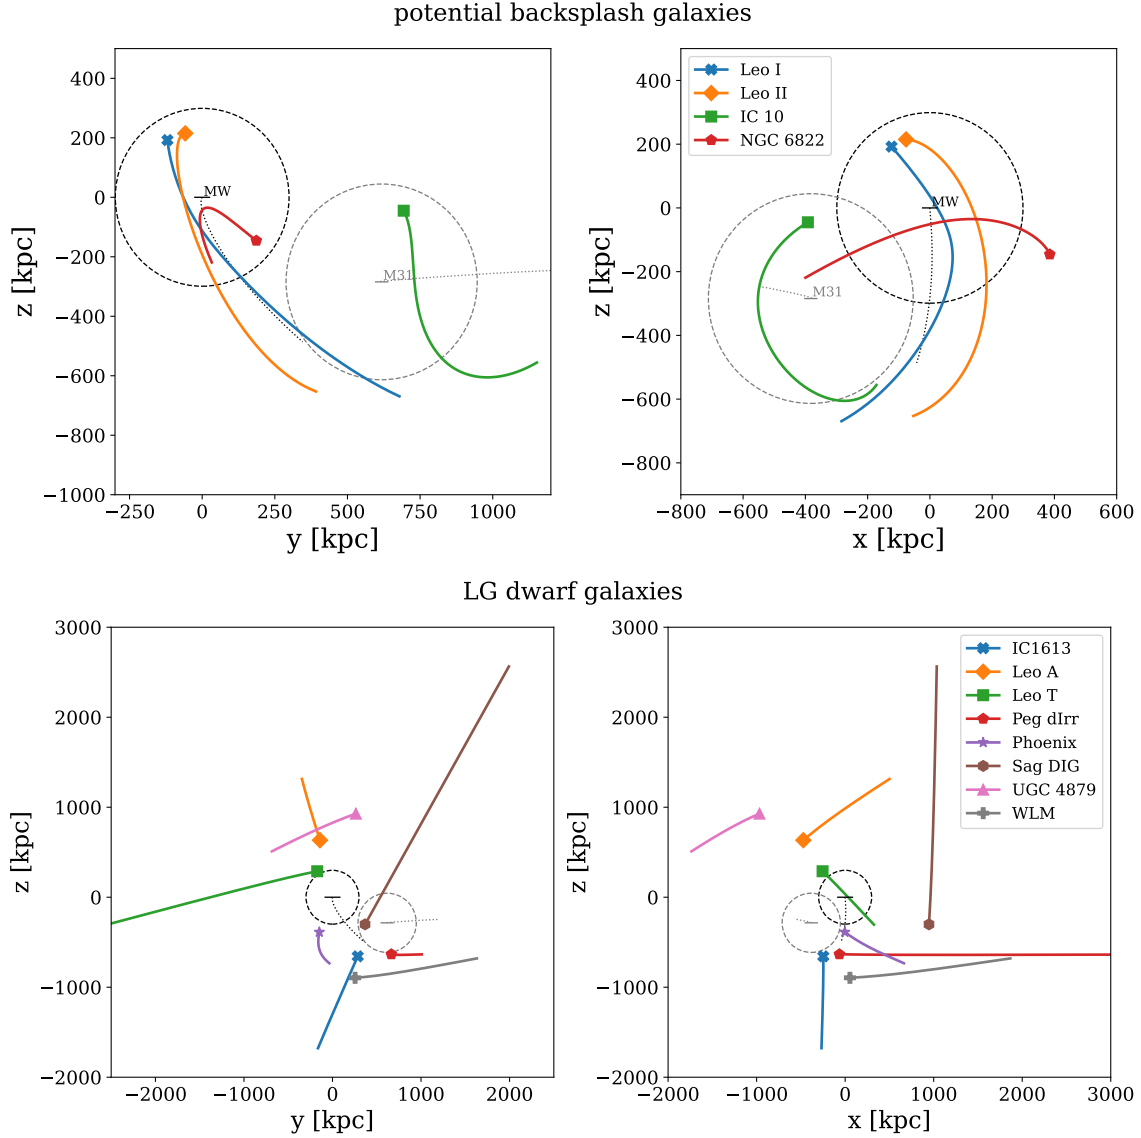 potential backsplash galaxies
400
200
0
−200
−400
−600
−800
−1000
z [kpc]
MW
M31
−250 0 250 500 750 1000
y [kpc]
400
200
0
−200
−400
−600
−800
z [kpc]
Leo I
Leo II
IC 10
NGC 6822
MW
M31
−800 −600 −400 −200 0 200 400 600
x [kpc]
LG dwarf galaxies
3000
2000
1000
0
−1000
−2000
z [kpc]
−2000 −1000 0 1000 2000
y [kpc]
3000
2000
1000
0
−1000
−2000
z [kpc]
IC1613
Leo A
Leo T
Peg dIrr
Phoenix
Sag DIG
UGC 4879
WLM
−2000 −1000 0 1000 2000 3000
x [kpc]